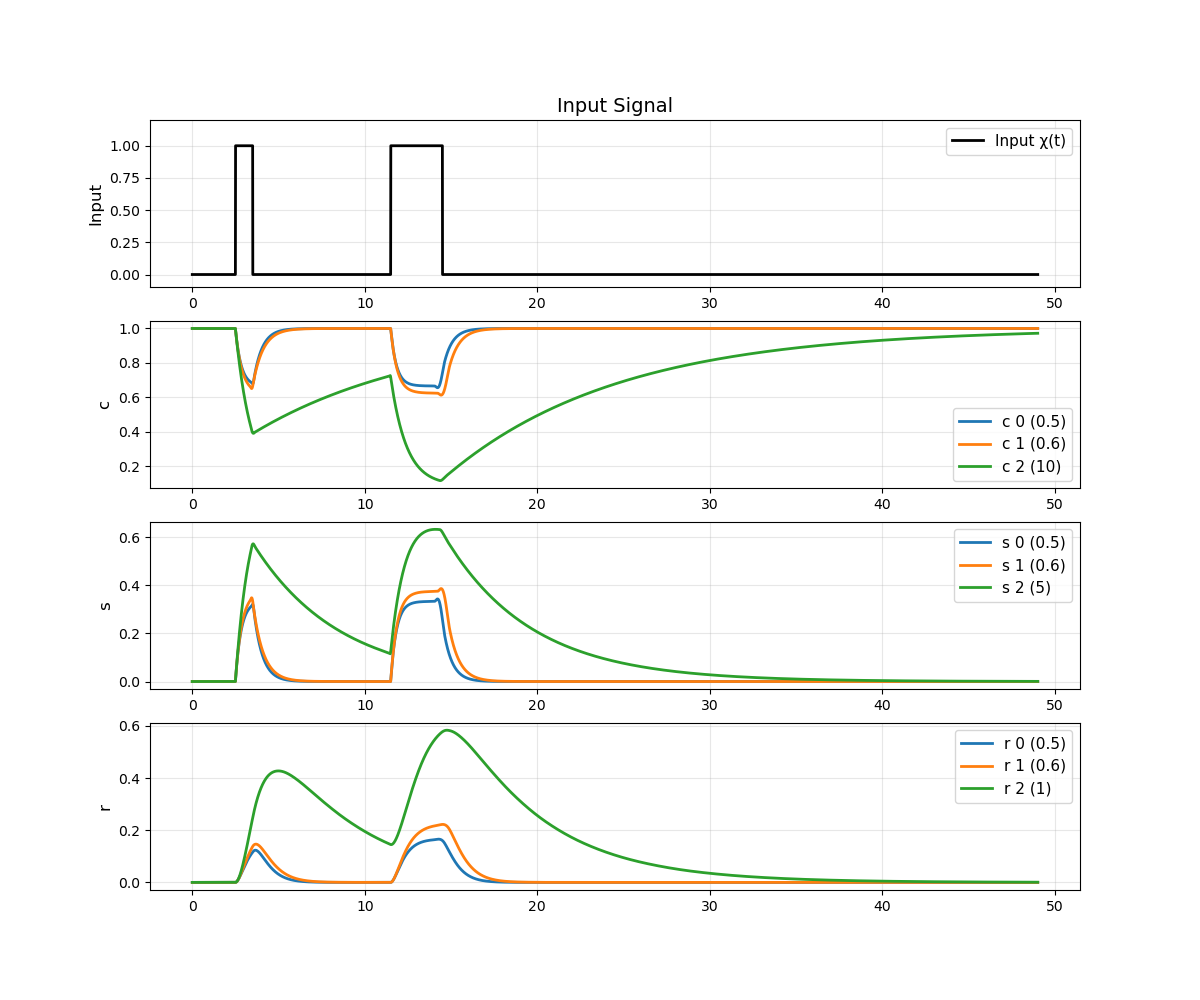 Input Signal
Input
1.00
0.75
0.50
0.25
0.00
Input χ(t)
0 10 20 30 40 50
c
1.0
0.8
0.6
0.4
0.2
c 0 (0.5)
c 1 (0.6)
c 2 (10)
0 10 20 30 40 50
s
0.6
0.4
0.2
0.0
s 0 (0.5)
s 1 (0.6)
s 2 (5)
0 10 20 30 40 50
r
0.6
0.4
0.2
0.0
r 0 (0.5)
r 1 (0.6)
r 2 (1)
0 10 20 30 40 50